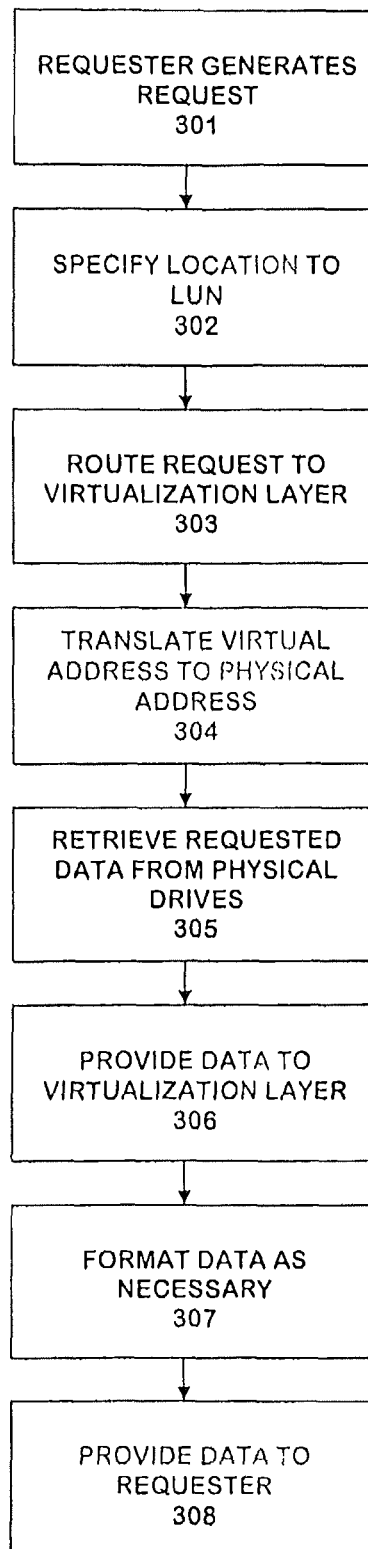 REQUESTER GENERATES
REQUEST
301
SPECIFY LOCATION TO
LUN
302
ROUTE REQUEST TO
VIRTUALIZATION LAYER
303
TRANSLATE VIRTUAL
ADDRESS TO PHYSICAL
ADDRESS
304
RETRIEVE REQUESTED
DATA FROM PHYSICAL
DRIVES
305
PROVIDE DATA TO
VIRTUALIZATION LAYER
306
FORMAT DATA AS
NECESSARY
307
PROVIDE DATA TO
REQUESTER
308